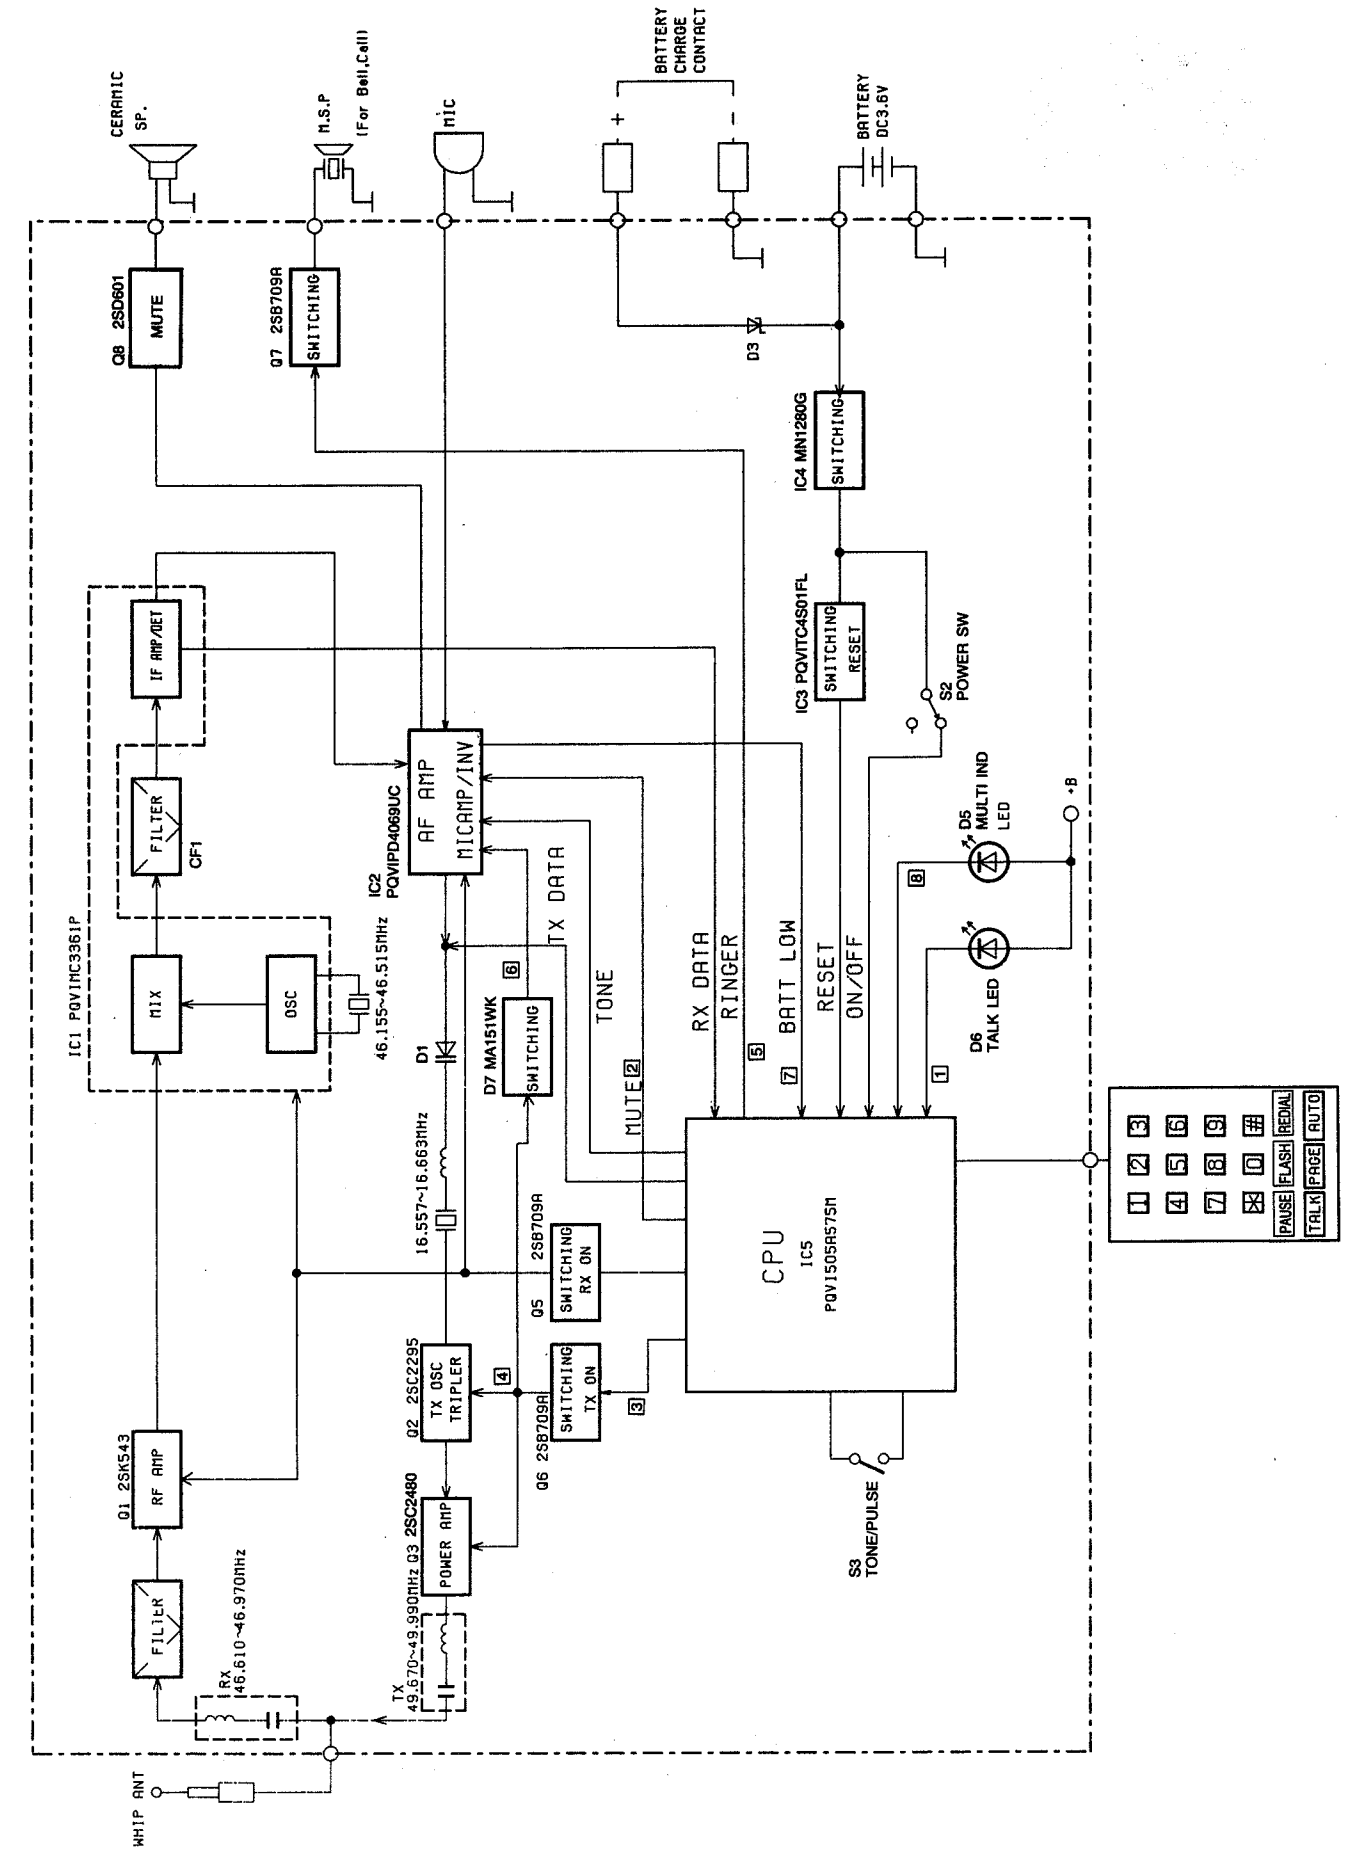 WHIP ANT
RX
46.610~46.970MHz
FILTER
Q1 2SK543
RF AMP
IC1 PQVIMC3361P
MIX
OSC
46.155~46.515MHz
FILTER
CF1
IF AMP/DET
Q8 2SD601
MUTE
CERAMIC
SP.
Q7 2SB709A
SWITCHING
M.S.P
(For Bell,Call)
MIC
TX
49.670~49.990MHz
Q3 2SC2480
POWER AMP
Q2 2SC2295
TX OSC
TRIPLER
16.557~16.663MHz
D1
IC2
PQVIPD4069UC
AF AMP
MICAMP/INV
4
6
D7 MA151WK
SWITCHING
Q6 2SB709A
SWITCHING
TX ON
3
Q5 2SB709A
SWITCHING
RX ON
TX DATA
TONE
MUTE 2
RX DATA
RINGER
5
BATT LOW
7
RESET
ON/OFF
CPU
IC5
PQVI505A575M
S3
TONE/PULSE
1
8
D6
TALK LED
D5
MULTI IND
LED
+B
IC3 PQVITC4S01FL
SWITCHING
RESET
S2
POWER SW
IC4 MN1280G
SWITCHING
D3
+
-
BATTERY
CHARGE
CONTACT
BATTERY
DC3.6V
1 2 3
4 5 6
7 8 9
* 0 #
PAUSE FLASH REDIAL
TALK PAGE AUTO